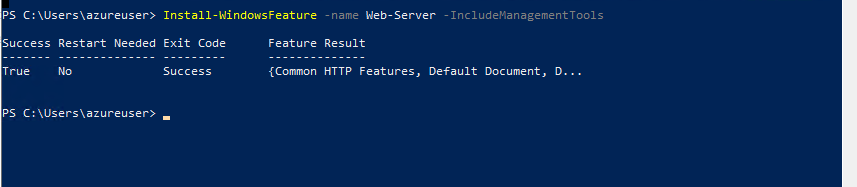 PS C:\Users\azureuser> Install-WindowsFeature -name Web-Server -IncludeManagementTools
Success Restart Needed Exit Code      Feature Result
------- -------------- ---------      --------------
True    No             Success        {Common HTTP Features, Default Document, D...
PS C:\Users\azureuser>